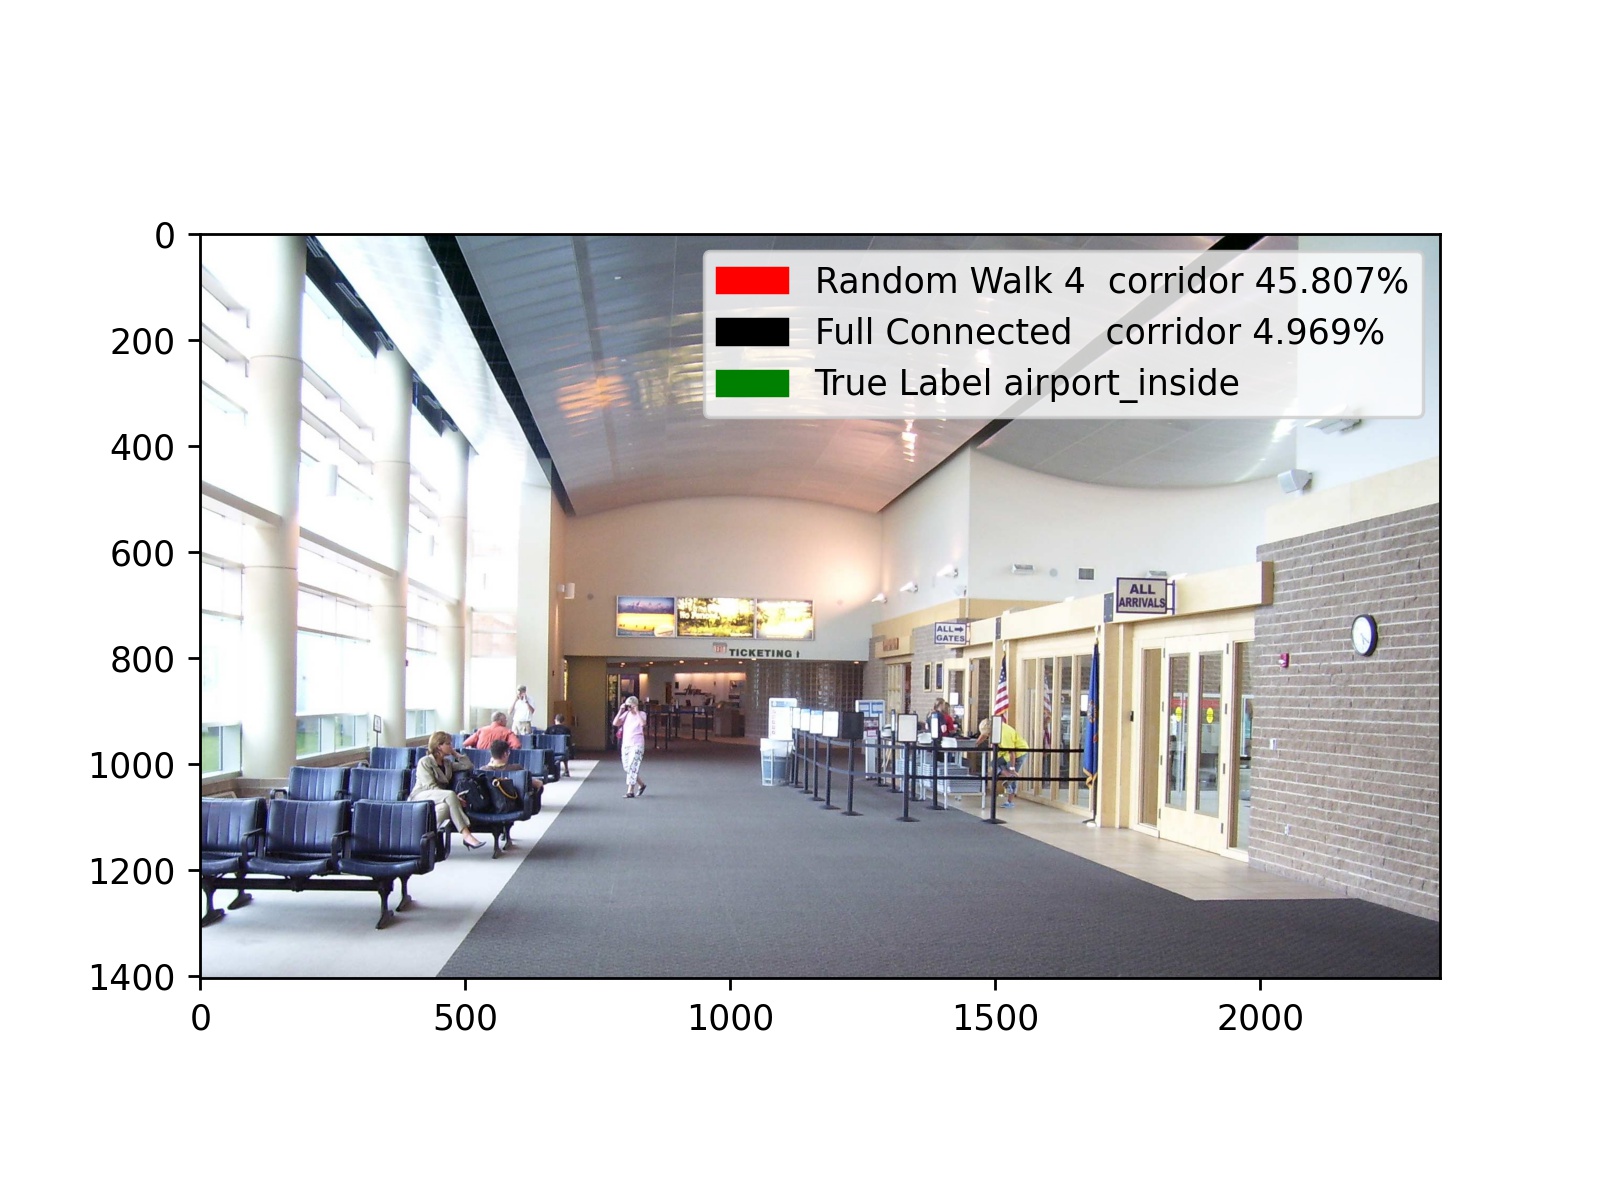 0
200
400
600
800
1000
1200
1400
0
500
1000
1500
2000
Random Walk 4 corridor 45.807%
Full Connected corridor 4.969%
True Label airport_inside
ALL
ARRIVALS
ALL→
GATES
TICKETING